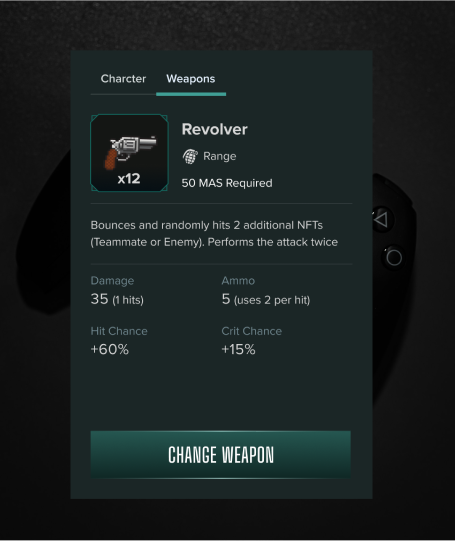 Charcter Weapons
Revolver
Range
x12
50 MAS Required
Bounces and randomly hits 2 additional NFTs
(Teammate or Enemy). Performs the attack twice
Damage Ammo
35 (1 hits) 5 (uses 2 per hit)
Hit Chance Crit Chance
+60% +15%
CHANGE WEAPON